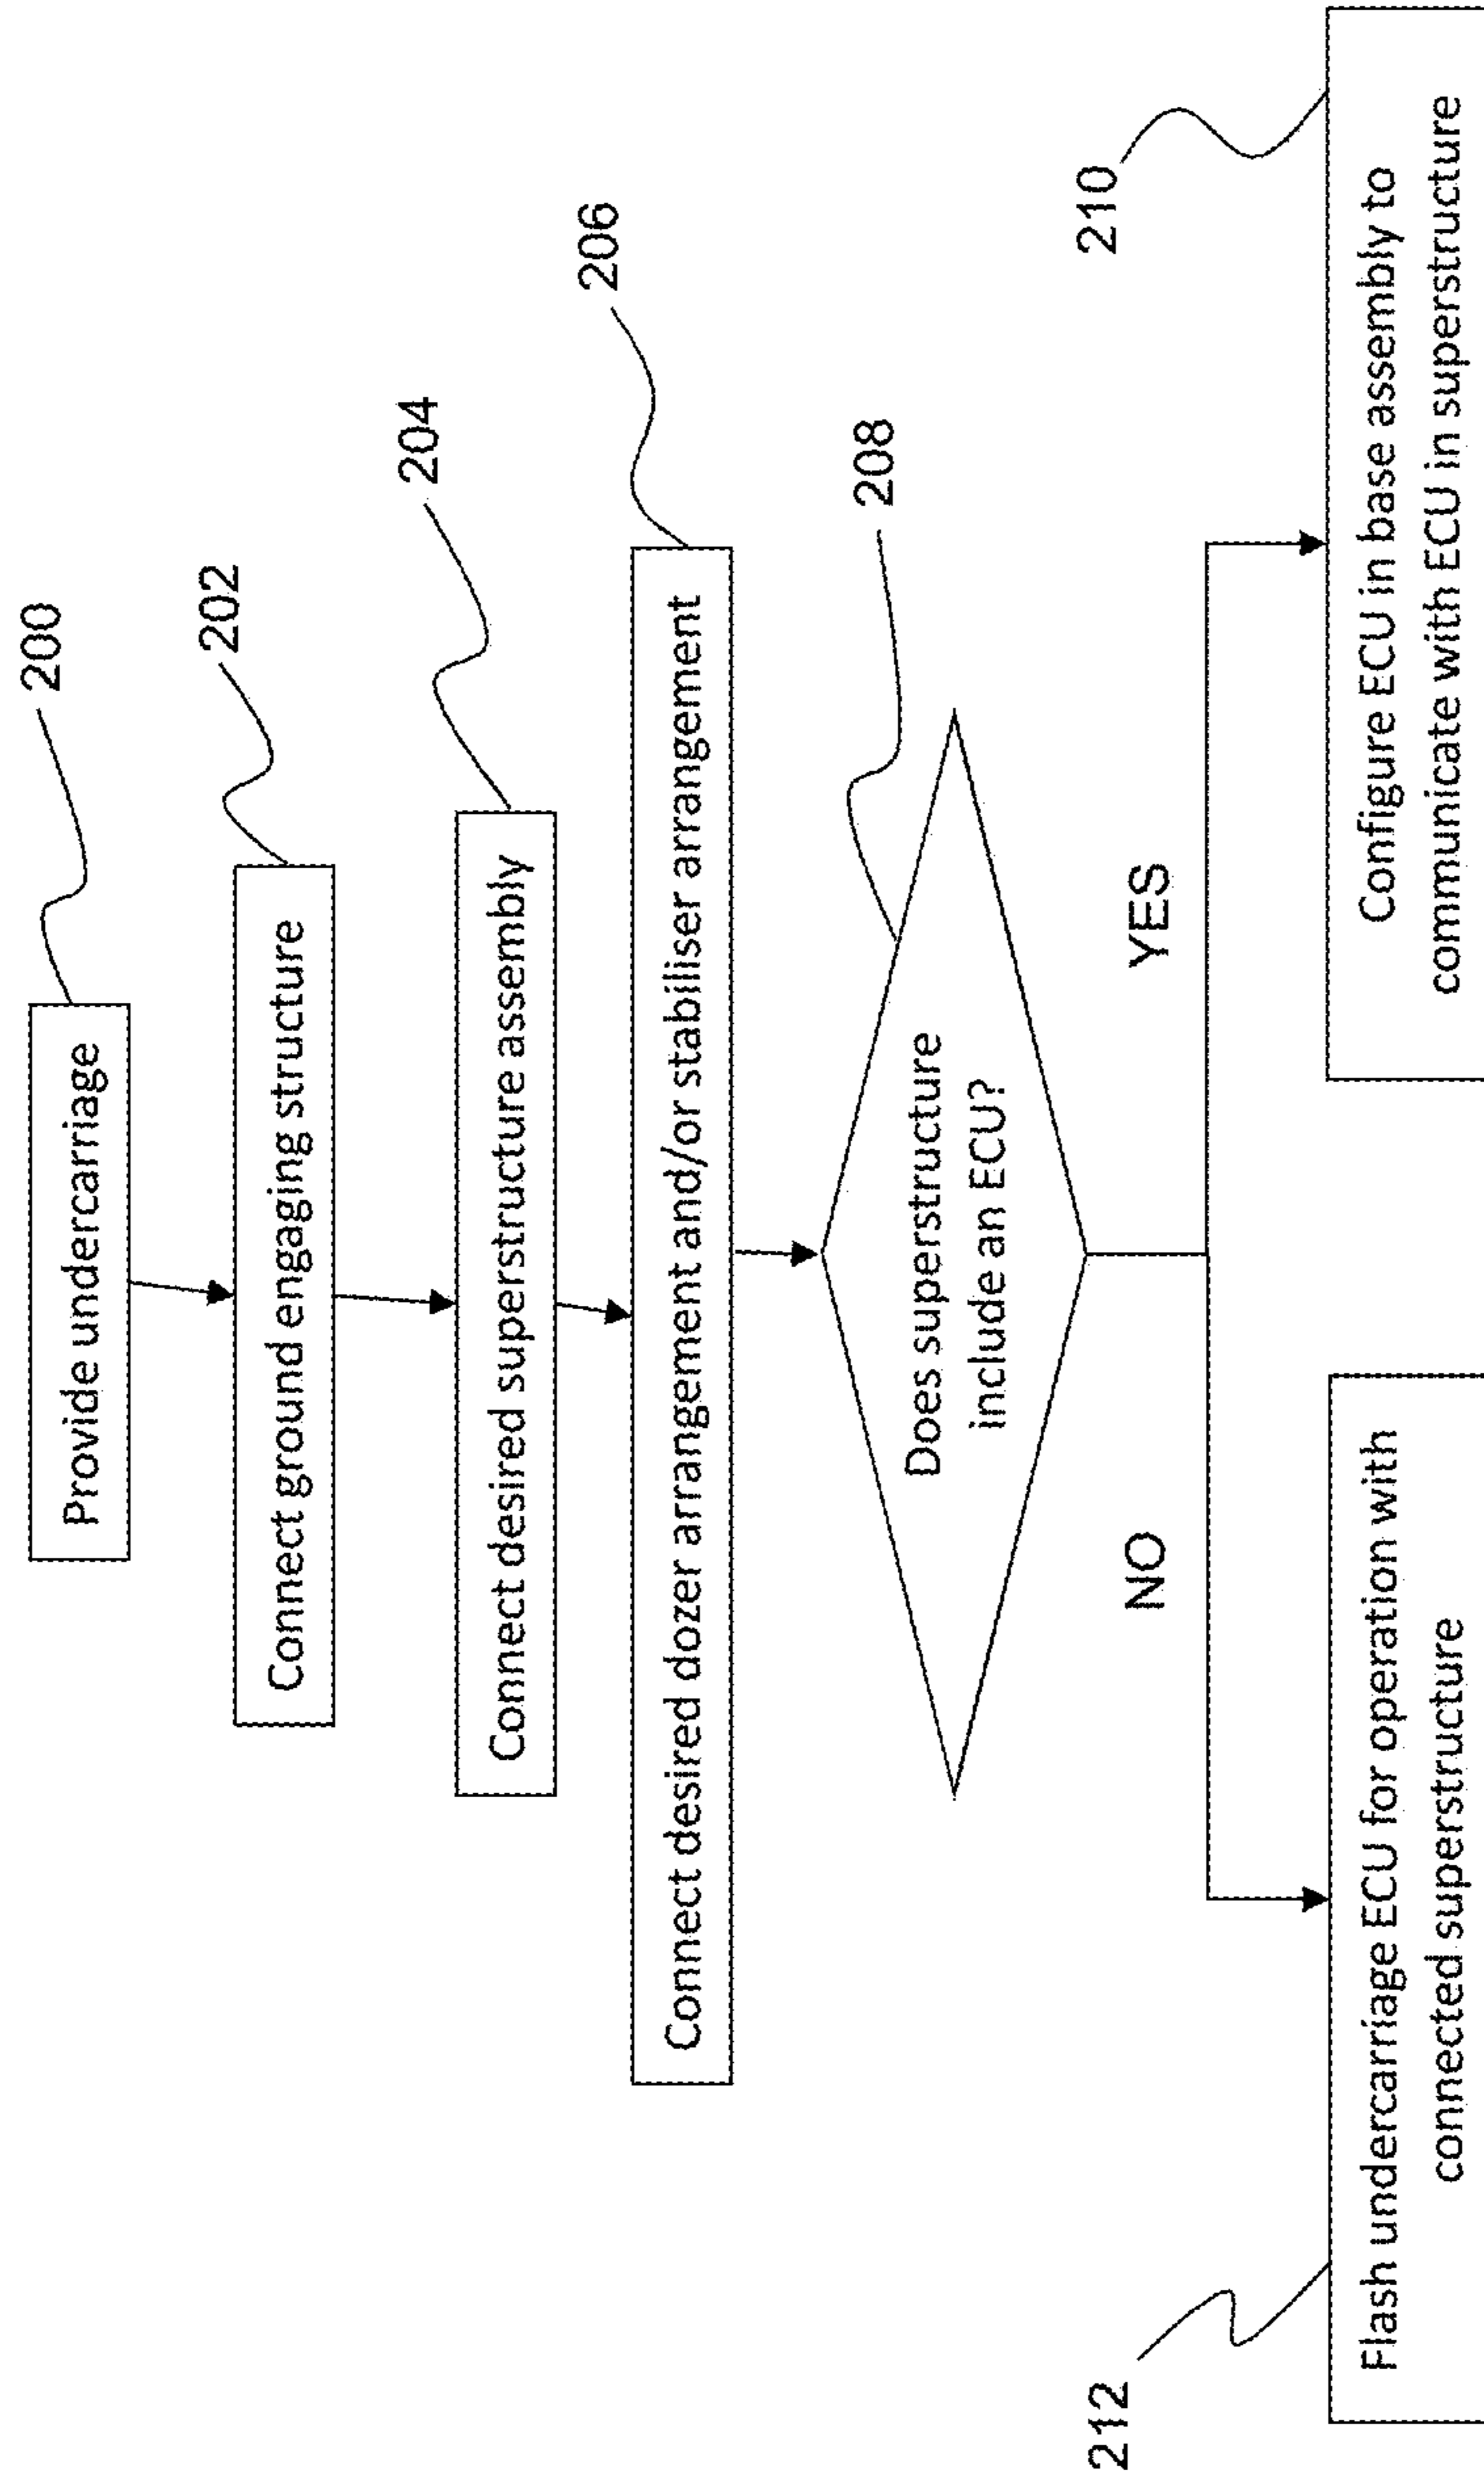 Provide undercarriage
200
Connect ground engaging structure
202
Connect desired superstructure assembly
204
Connect desired dozer arrangement and/or stabiliser arrangement
206
Does superstructure
include an ECU?
208
NO
YES
212
Flash undercarriage ECU for operation with
connected superstructure
210
Configure ECU in base assembly to
communicate with ECU in superstructure